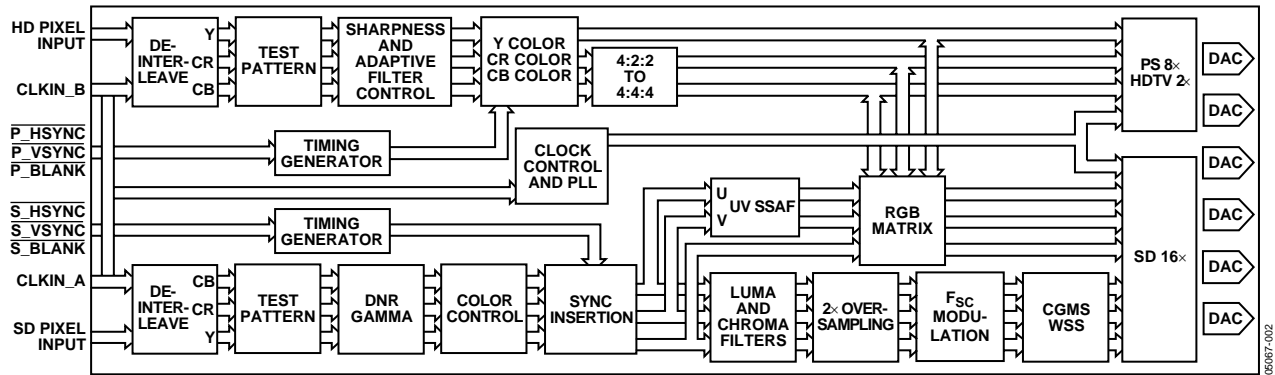 HD PIXEL
INPUT
CLKIN_B
P_HSYNC
P_VSYNC
P_BLANK
S_HSYNC
S_VSYNC
S_BLANK
CLKIN_A
SD PIXEL
INPUT
DE-
INTER-
LEAVE
Y
CR
CB
TEST
PATTERN
SHARPNESS
AND
ADAPTIVE
FILTER
CONTROL
Y COLOR
CR COLOR
CB COLOR
4:2:2
TO
4:4:4
PS 8×
HDTV 2×
TIMING
GENERATOR
CLOCK
CONTROL
AND PLL
TIMING
GENERATOR
U
V
UV SSAF
RGB
MATRIX
DE-
INTER-
LEAVE
CB
CR
Y
TEST
PATTERN
DNR
GAMMA
COLOR
CONTROL
SYNC
INSERTION
LUMA
AND
CHROMA
FILTERS
2× OVER-
SAMPLING
FSC
MODU-
LATION
CGMS
WSS
SD 16×
DAC
DAC
DAC
DAC
DAC
DAC
05067-002